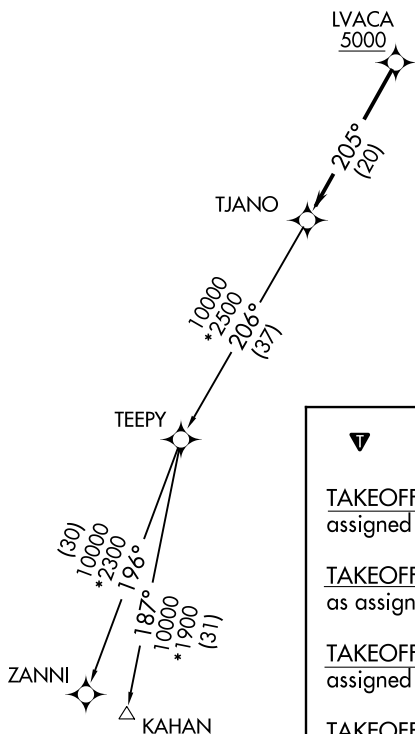 LVACA
5000
205°
(20)
TJANO
10000
*2500
206°
(37)
TEEPY
(30)
10000
*2300
196°
187°
10000
*1900
(31)
ZANNI
KAHAN
T
TAKEOFF
assigned
TAKEOFF
as assign
TAKEOFF
assigned
TAKEOFF